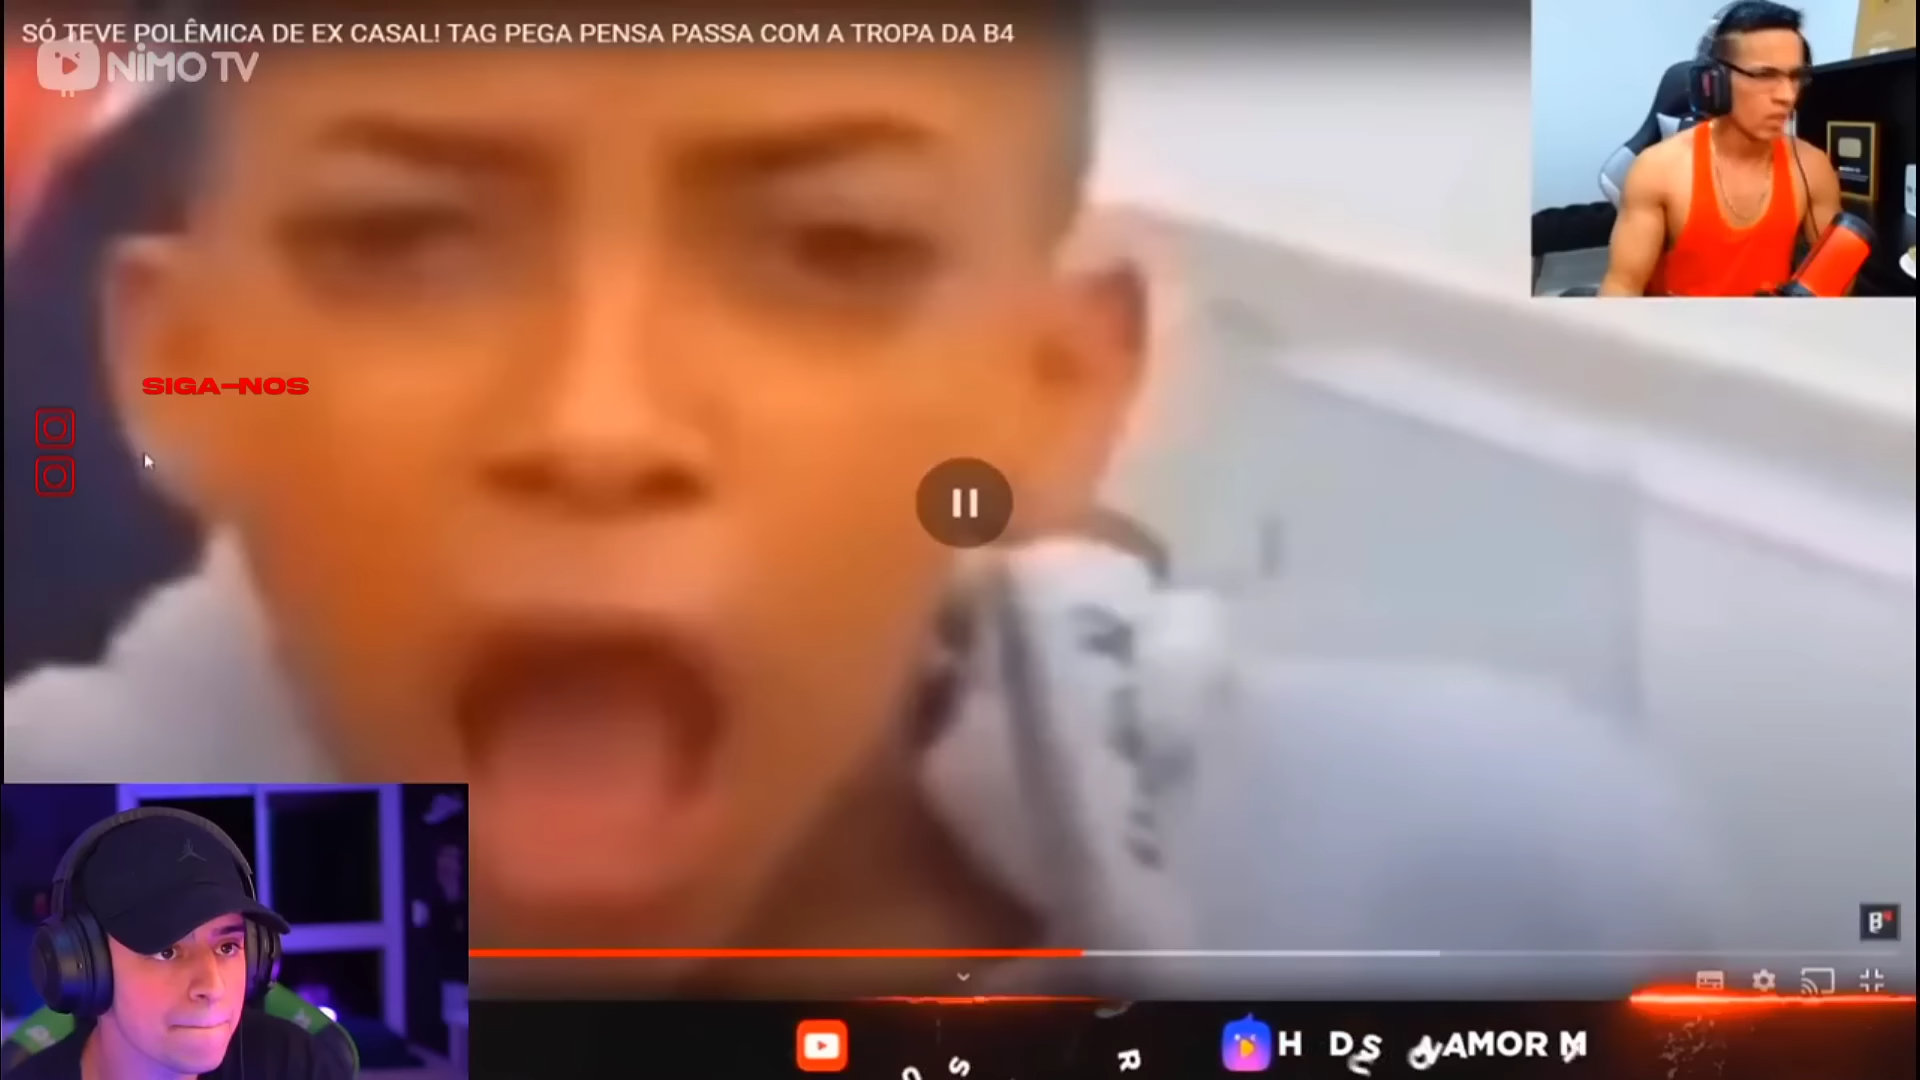 SÓ TEVE POLÊMICA DE EX CASAL! TAG PEGA PENSA PASSA COM A TROPA DA B4
NIMO TV
SIGA-NOS
B4
AMOR M